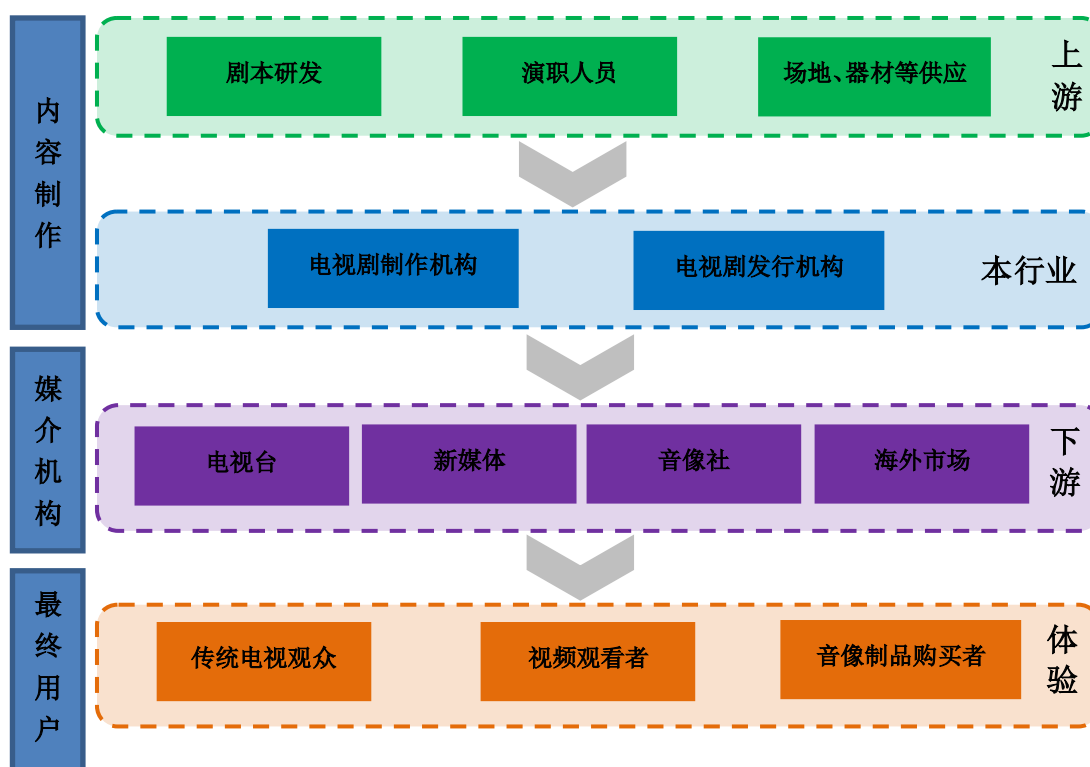 内容制作
剧本研发
演职人员
场地、器材等供应
上游
电视剧制作机构
电视剧发行机构
本行业
媒介机构
电视台
新媒体
音像社
海外市场
下游
最终用户
传统电视观众
视频观看者
音像制品购买者
体验